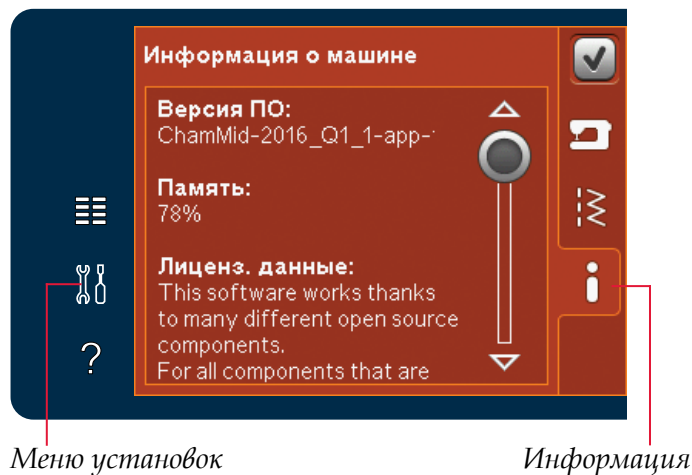 Информация о машине
Версия ПО:
ChamMid-2016_Q1_1-app-
Память:
78%
Лиценз. данные:
This software works thanks
to many different open source
components.
For all components that are
?
Меню установок
Информация